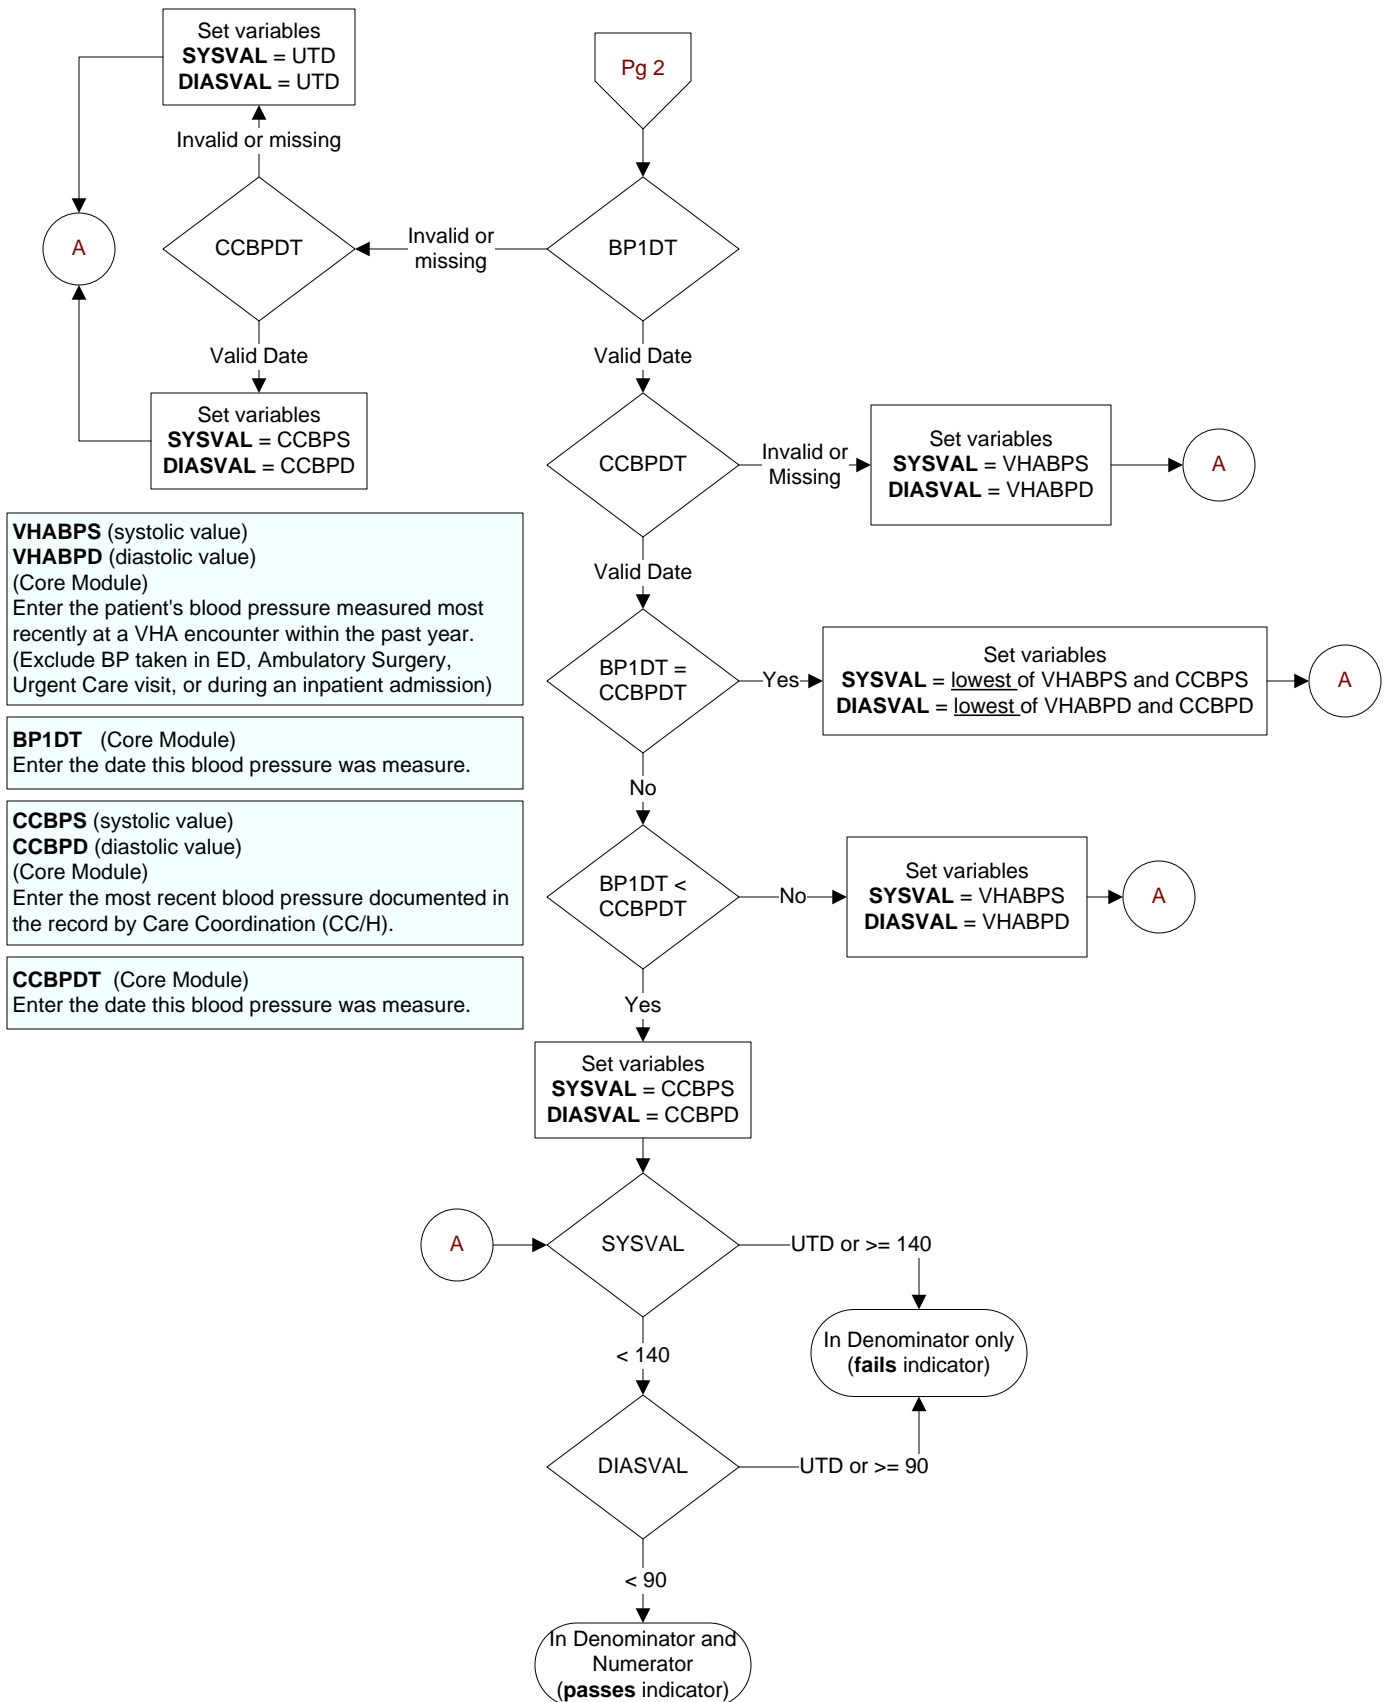 Set variables
SYSVAL = UTD
DIASVAL = UTD
Pg 2
Invalid or missing
A
CCBPDT
Invalid or
missing
BP1DT
Valid Date
Valid Date
Set variables
SYSVAL = CCBPS
DIASVAL = CCBPD
CCBPDT
Invalid or
Missing
Set variables
SYSVAL = VHABPS
DIASVAL = VHABPD
A
VHABPS (systolic value)
VHABPD (diastolic value)
(Core Module)
Enter the patient's blood pressure measured most
recently at a VHA encounter within the past year.
(Exclude BP taken in ED, Ambulatory Surgery,
Urgent Care visit, or during an inpatient admission)
BP1DT (Core Module)
Enter the date this blood pressure was measure.
CCBPS (systolic value)
CCBPD (diastolic value)
(Core Module)
Enter the most recent blood pressure documented in
the record by Care Coordination (CC/H).
CCBPDT (Core Module)
Enter the date this blood pressure was measure.
Valid Date
BP1DT =
CCBPDT
Yes
Set variables
SYSVAL = lowest of VHABPS and CCBPS
DIASVAL = lowest of VHABPD and CCBPD
A
No
BP1DT <
CCBPDT
No
Set variables
SYSVAL = VHABPS
DIASVAL = VHABPD
A
Yes
Set variables
SYSVAL = CCBPS
DIASVAL = CCBPD
A
SYSVAL
UTD or >= 140
< 140
In Denominator only
(fails indicator)
DIASVAL
UTD or >= 90
< 90
In Denominator and
Numerator
(passes indicator)